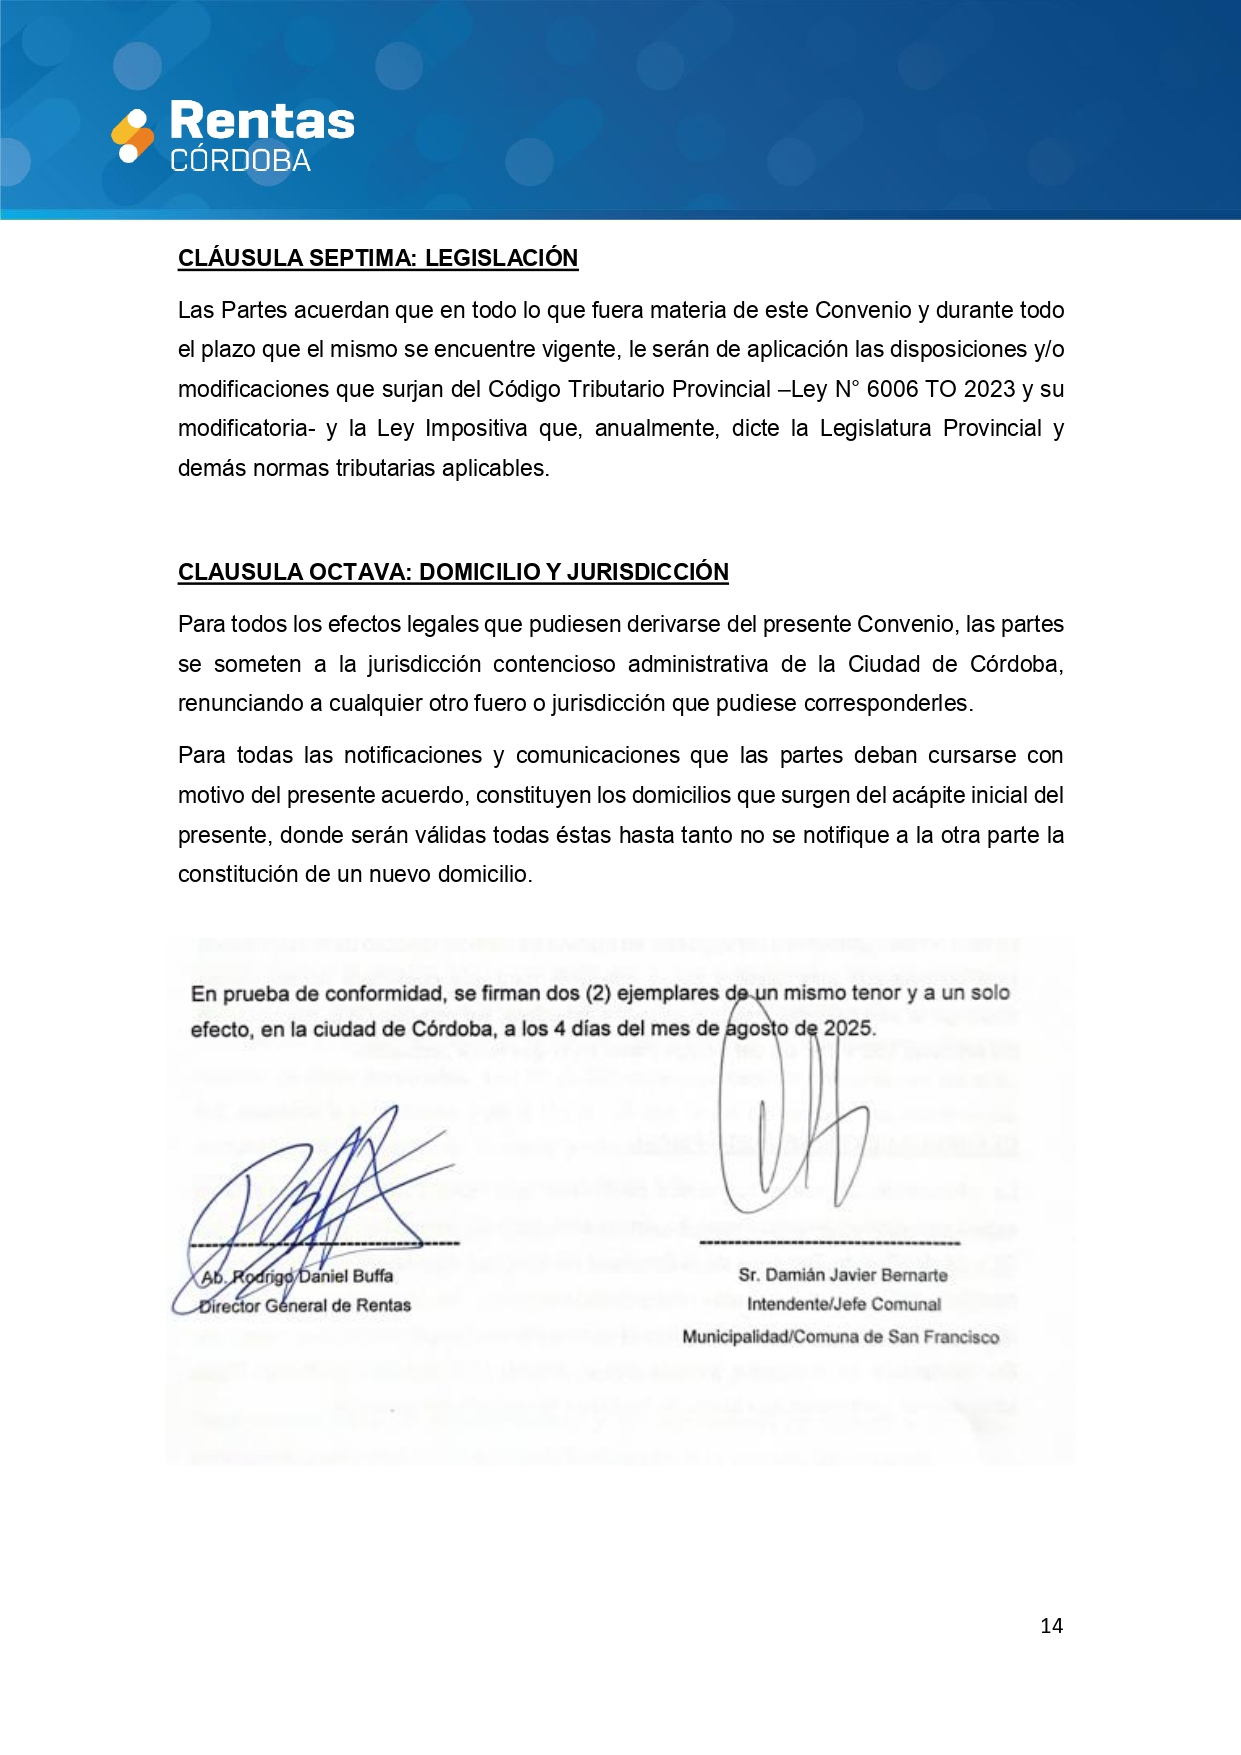 Rentas
CÓRDOBA
CLÁUSULA SEPTIMA: LEGISLACIÓN
Las Partes acuerdan que en todo lo que fuera materia de este Convenio y durante todo
el plazo que el mismo se encuentre vigente, le serán de aplicación las disposiciones y/o
modificaciones que surjan del Código Tributario Provincial –Ley N° 6006 TO 2023 y su
modificatoria- y la Ley Impositiva que, anualmente, dicte la Legislatura Provincial y
demás normas tributarias aplicables.
CLAUSULA OCTAVA: DOMICILIO Y JURISDICCIÓN
Para todos los efectos legales que pudiesen derivarse del presente Convenio, las partes
se someten a la jurisdicción contencioso administrativa de la Ciudad de Córdoba,
renunciando a cualquier otro fuero o jurisdicción que pudiese corresponderles.
Para todas las notificaciones y comunicaciones que las partes deban cursarse con
motivo del presente acuerdo, constituyen los domicilios que surgen del acápite inicial del
presente, donde serán válidas todas éstas hasta tanto no se notifique a la otra parte la
constitución de un nuevo domicilio.
En prueba de conformidad, se firman dos (2) ejemplares de un mismo tenor y a un solo
efecto, en la ciudad de Córdoba, a los 4 días del mes de agosto de 2025.
Ab. Rodrigo Daniel Buffa
Director General de Rentas
Sr. Damián Javier Bernarte
Intendente/Jefe Comunal
Municipalidad/Comuna de San Francisco
14